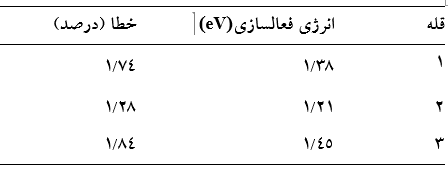 قله انرژی فعالسازی(eV) خطا (درصد)
۱ ۱/۳۸ ۱/۷٤
۲ ۱/۲۱ ۱/۲۸
۳ ۱/٤٥ ۱/۸٤